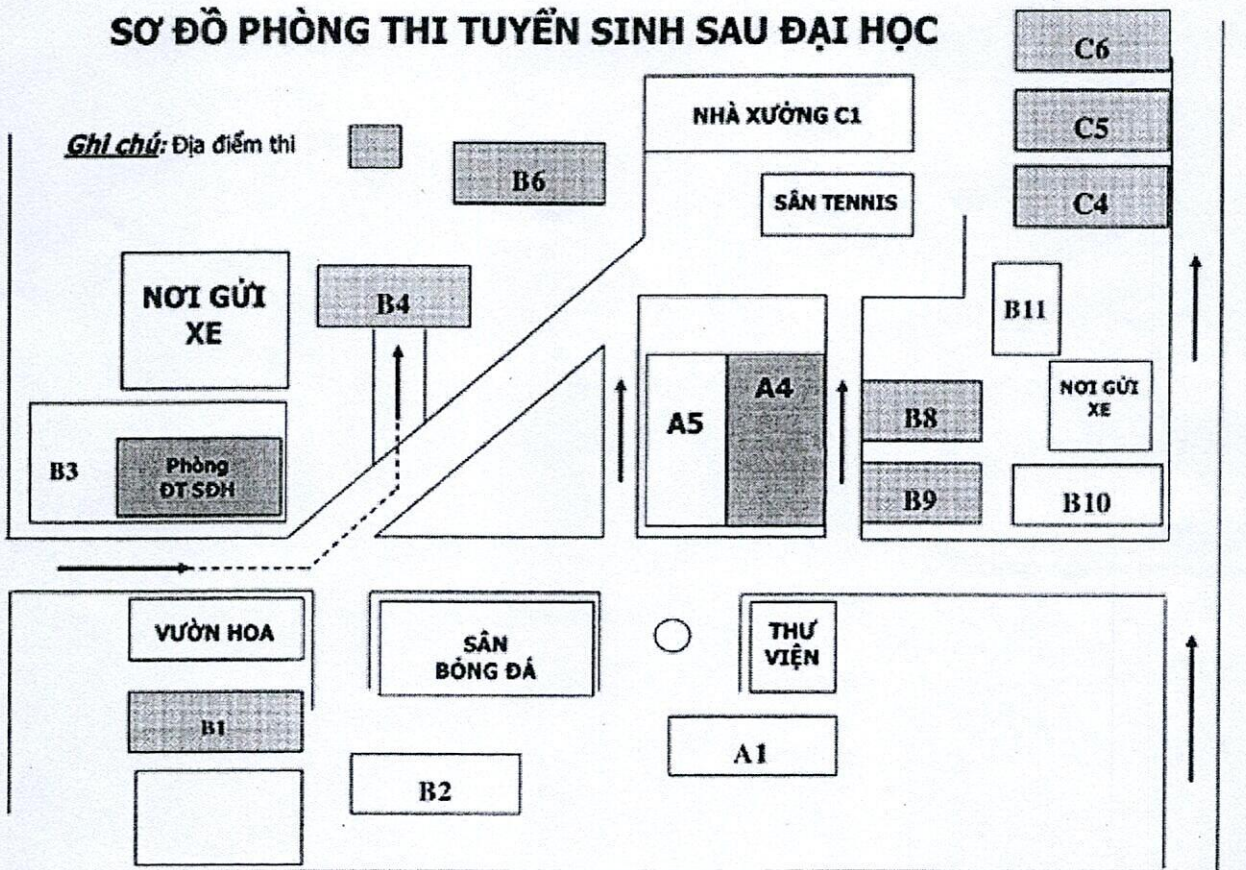 SƠ ĐỒ PHÒNG THI TUYỂN SINH SAU ĐẠI HỌC
C6
NHÀ XƯỞNG C1
C5
Ghi chú: Địa điểm thi
B6
SÂN TENNIS
C4
NƠI GỬI
XE
B4
B11
A4
NƠI GỬI
XE
A5
B8
B3
Phòng
ĐT SĐH
B9
B10
VƯỜN HOA
SÂN
BÓNG ĐÁ
THƯ
VIỆN
B1
A1
B2